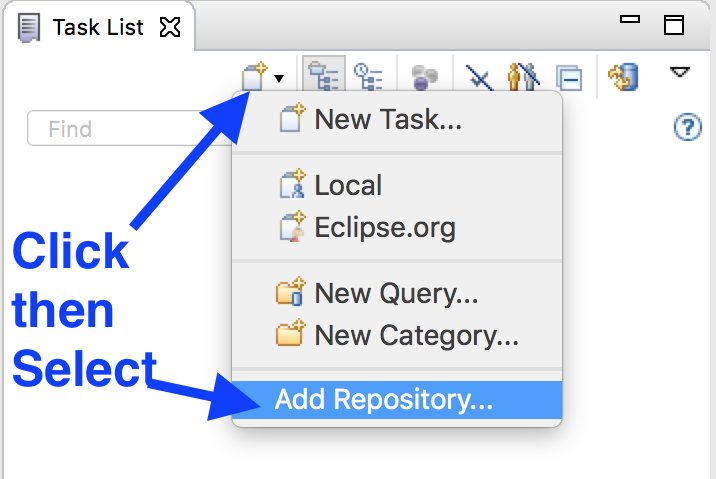 Task List
Find
New Task...
Local
Eclipse.org
New Query...
New Category...
Add Repository...
Click
then
Select
?